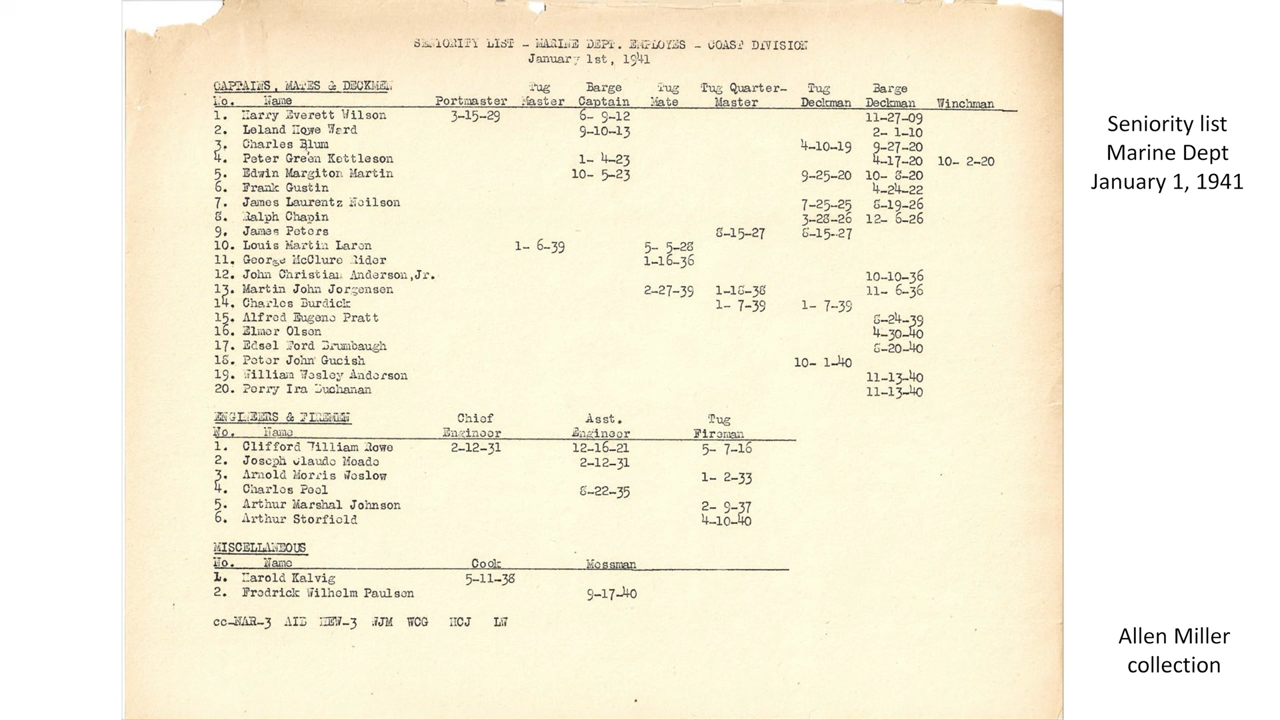 SENIORITY LIST - MARINE DEPT. EMPLOYES - COAST DIVISION
January 1st, 1941
CAPTAINS, MATES & DECKMEN Tug Barge Tug Tug Quarter- Tug Barge
No. Name Portmaster Master Captain Mate Master Deckman Deckman Winchman
1. Harry Everett Wilson 3-15-29 6- 9-12 11-27-09
2. Leland Howe Ward 9-10-13 2- 1-10
3. Charles Blum 4-10-19 9-27-20
4. Peter Green Kettleson 1- 4-23 4-17-20 10- 2-20
5. Edwin Margiton Martin 10- 5-23 9-25-20 10- 8-20
6. Frank Gustin 4-24-22
7. James Laurentz Neilson 7-25-25 8-19-26
8. Ralph Chapin 3-28-26 12- 6-26
9. James Peters 8-15-27 8-15-27
10. Louis Martin Laron 1- 6-39 5- 5-28
11. George McClure Rider 1-16-36
12. John Christian Anderson,Jr. 10-10-36
13. Martin John Jorgensen 2-27-39 1-18-38 11- 6-36
14. Charles Burdick 1- 7-39 1- 7-39
15. Alfred Eugene Pratt 8-24-39
16. Elmer Olson 4-30-40
17. Edsel Ford Brumbaugh 8-20-40
18. Peter John Gucish 10- 1-40
19. William Wesley Anderson 11-13-40
20. Perry Ira Buchanan 11-13-40
ENGINEERS & FIREMEN Chief Asst. Tug
No. Name Engineer Engineer Fireman
1. Clifford William Rowe 2-12-31 12-16-21 5- 7-16
2. Joseph Claude Meade 2-12-31
3. Arnold Morris Weslow 1- 2-33
4. Charles Pool 8-22-35
5. Arthur Marshal Johnson 2- 9-37
6. Arthur Storfield 4-10-40
MISCELLANEOUS
No. Name Cook Messman
1. Harold Kalvig 5-11-38
2. Fredrick Wilhelm Paulsen 9-17-40
cc-NAR-3 AIB HEW-3 WJM WCG HCJ LW
Seniority list
Marine Dept
January 1, 1941
Allen Miller
collection